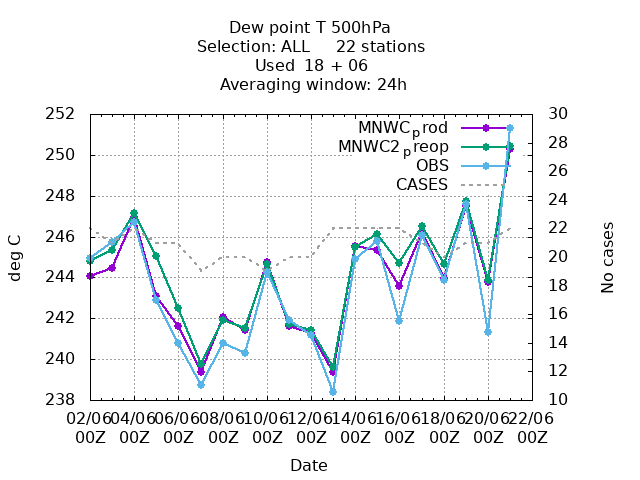 Dew point T 500hPa
Selection: ALL     22 stations
Used  18 + 06
Averaging window: 24h
252
250
248
246
244
242
240
238
30
28
26
24
22
20
18
16
14
12
10
MNWCprod
MNWC2preop
OBS
CASES
deg C
No cases
02/06 04/06 06/06 08/06 10/06 12/06 14/06 16/06 18/06 20/06 22/06
00Z 00Z 00Z 00Z 00Z 00Z 00Z 00Z 00Z 00Z 00Z
Date